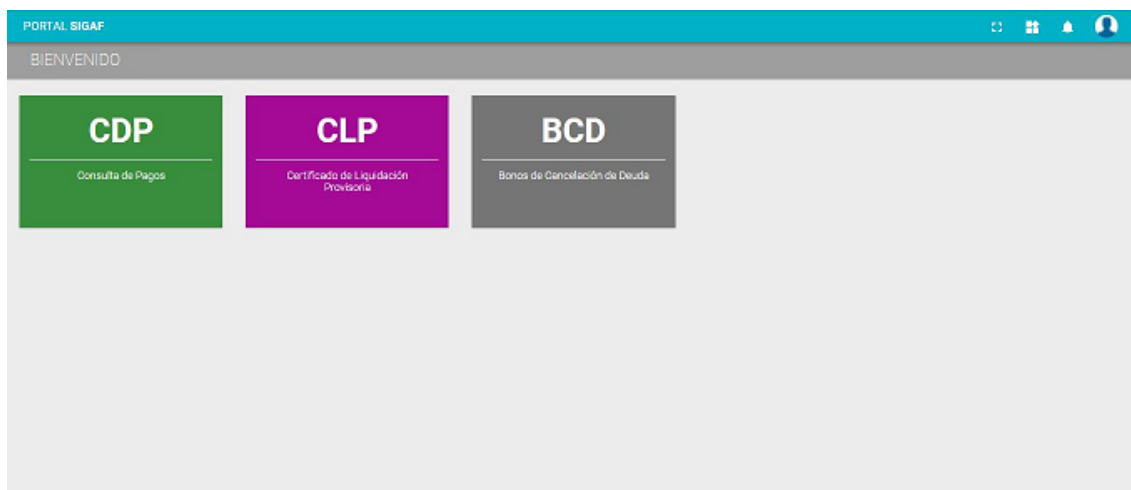 PORTAL SIGAF
BIENVENIDO
CDP
Consulta de Pagos
CLP
Certificado de Liquidación
Provisoria
BCD
Bonos de Cancelación de Deuda